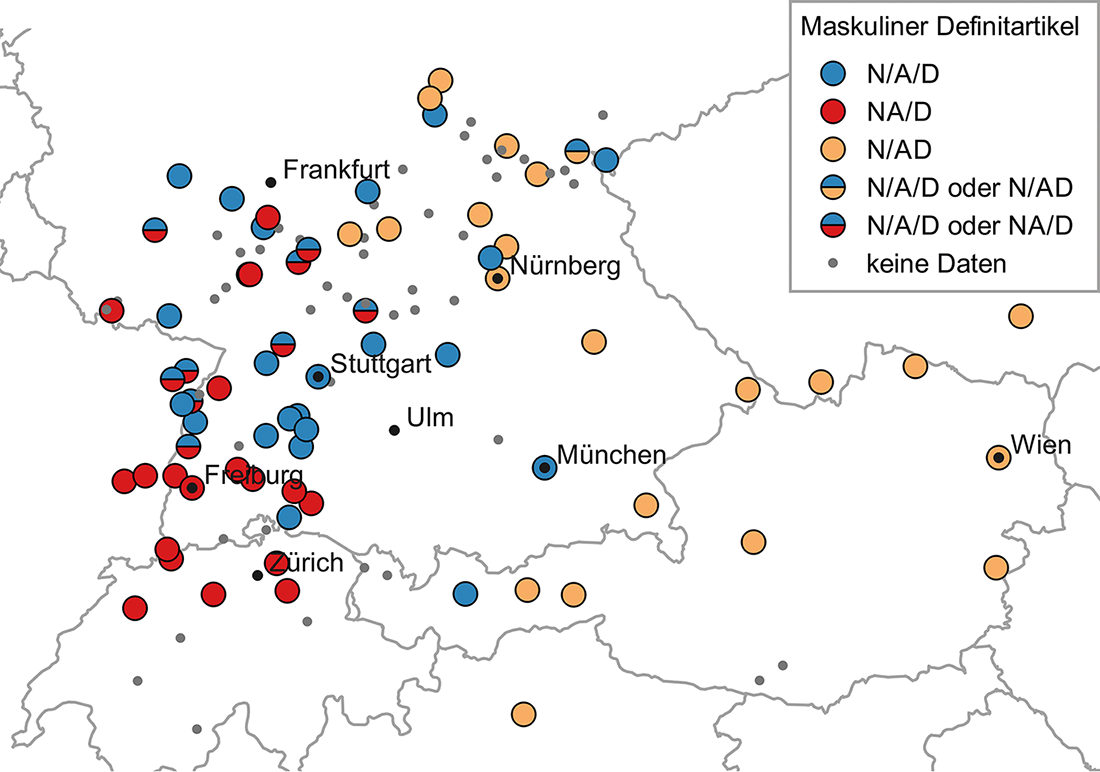 Maskuliner Definitartikel
N/A/D
NA/D
N/AD
N/A/D oder N/AD
N/A/D oder NA/D
keine Daten
Frankfurt
Nürnberg
Stuttgart
Ulm
München
Wien
Freiburg
Zürich